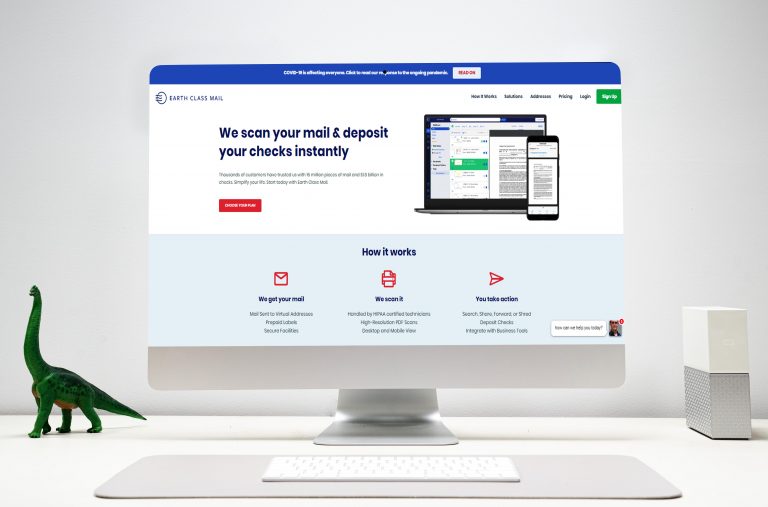 COVID-19 is affecting everyone. Click to read our response to the ongoing pandemic. READ ON
EARTH CLASS MAIL How It Works Solutions Addresses Pricing Login Sign Up
We scan your mail & deposit
your checks instantly
Thousands of customers have trusted us with 15 million pieces of mail and in
checks. Simplify your life. Start today with Earth Class Mail.
CHOOSE YOUR PLAN
How it works
We get your mail We scan it You take action
Mail Sent to Virtual Addresses Handled by HIPAA certified technicians Search, Share, Forward, or Shred
Prepaid Labels High-Resolution PDF Scans Deposit Checks
Secure Facilities Desktop and Mobile View Integrate with Business Tools
how can we help you today?